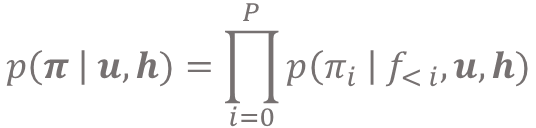 p(π | u, h) = ∏_{i=0}^{P} p(π_i | f_{< i}, u, h)